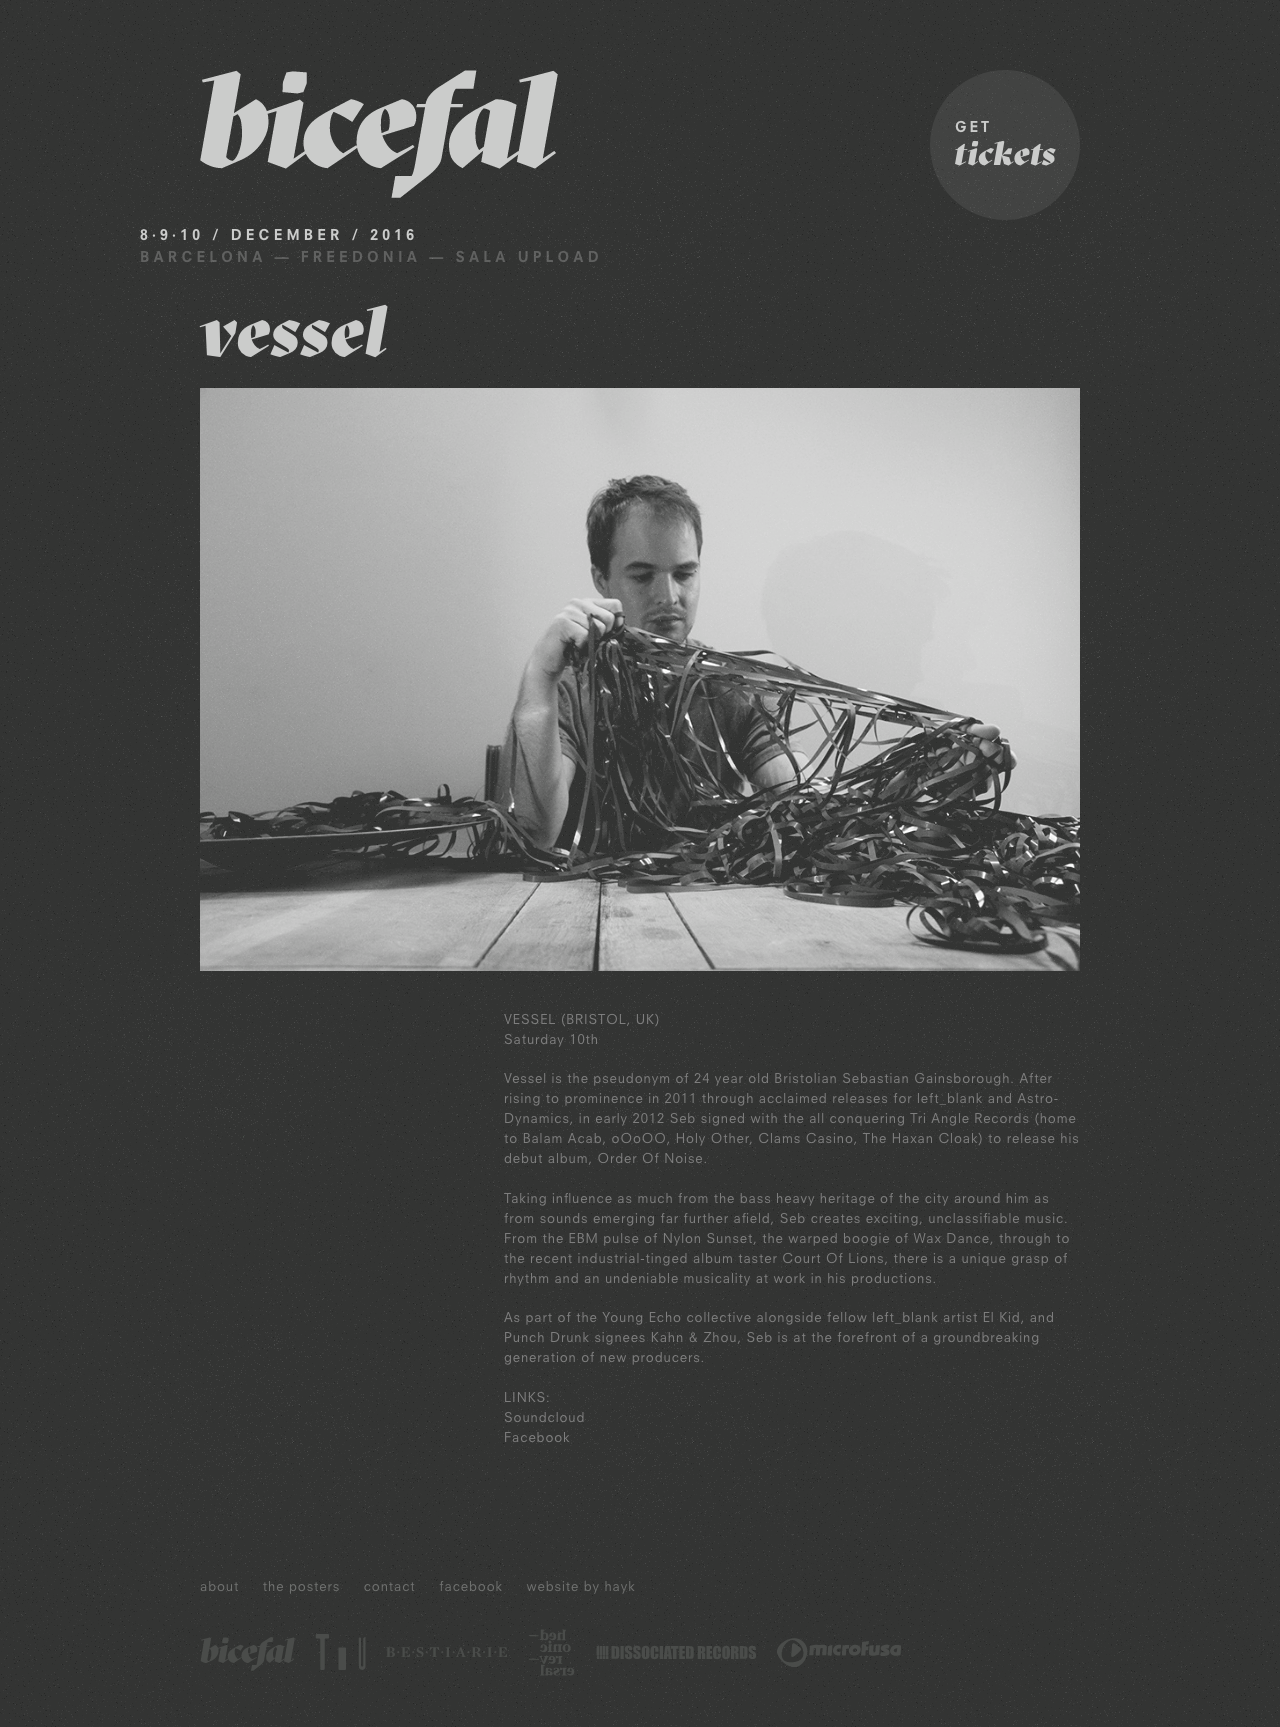 bicefal
GET
tickets
8·9·10 / DECEMBER / 2016
BARCELONA — FREEDONIA — SALA UPLOAD
vessel
VESSEL (BRISTOL, UK)
Saturday 10th
Vessel is the pseudonym of 24 year old Bristolian Sebastian Gainsborough. After
rising to prominence in 2011 through acclaimed releases for left_blank and Astro-
Dynamics, in early 2012 Seb signed with the all conquering Tri Angle Records (home
to Balam Acab, oOoOO, Holy Other, Clams Casino, The Haxan Cloak) to release his
debut album, Order Of Noise.
Taking influence as much from the bass heavy heritage of the city around him as
from sounds emerging far further afield, Seb creates exciting, unclassifiable music.
From the EBM pulse of Nylon Sunset, the warped boogie of Wax Dance, through to
the recent industrial-tinged album taster Court Of Lions, there is a unique grasp of
rhythm and an undeniable musicality at work in his productions.
As part of the Young Echo collective alongside fellow left_blank artist El Kid, and
Punch Drunk signees Kahn & Zhou, Seb is at the forefront of a groundbreaking
generation of new producers.
LINKS:
Soundcloud
Facebook
about the posters contact facebook website by hayk
bicefal B·E·S·T·I·A·R·I·E DISSOCIATED RECORDS microfusa